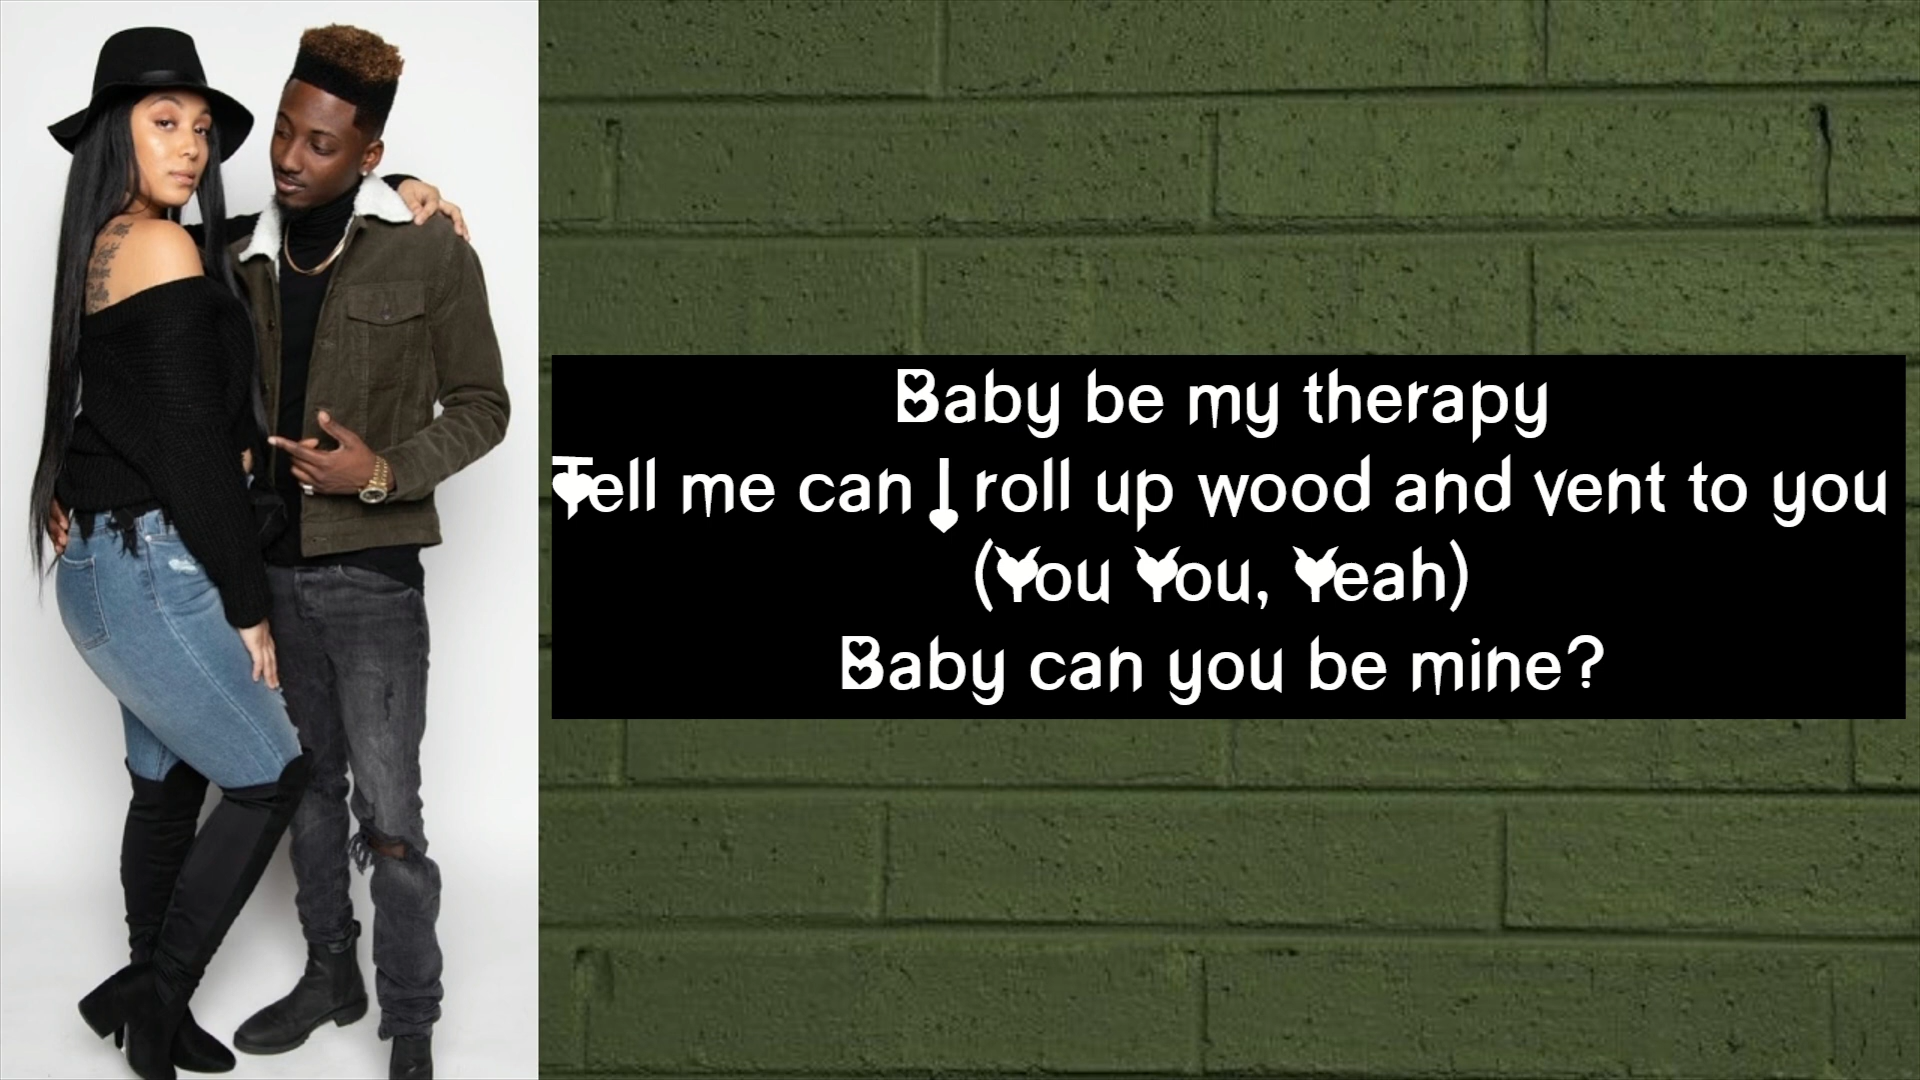 Baby be my therapy
Tell me can I roll up wood and vent to you
(You You, Yeah)
Baby can you be mine?